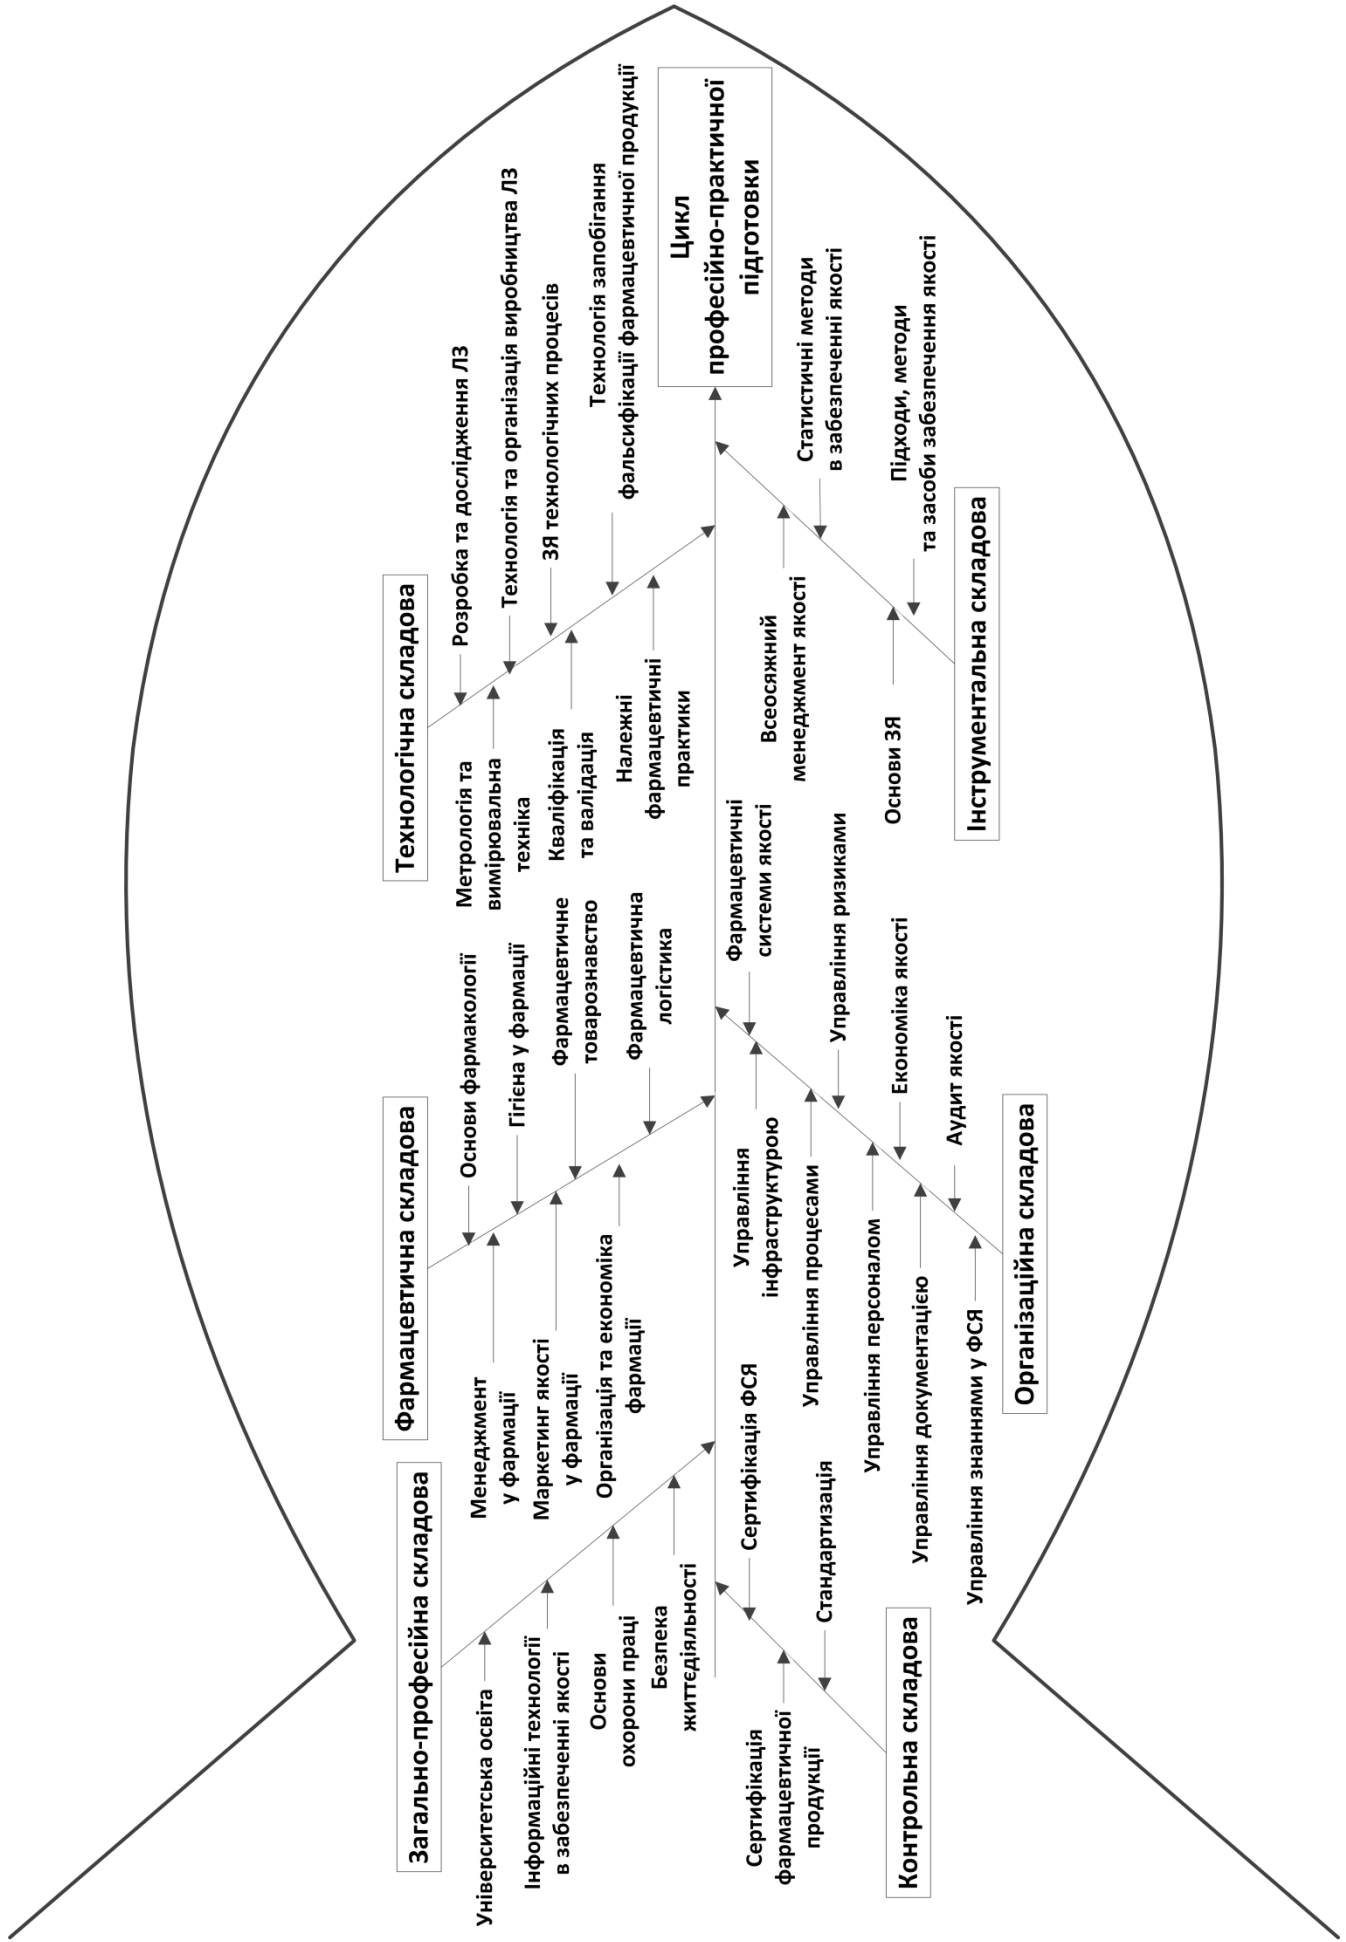 Загально-професійна складова
Університетська освіта
Інформаційні технології
в забезпеченні якості
Основи
охорони праці
Безпека
життєдіяльності
Фармацевтична складова
Основи фармакології
Менеджмент
у фармації
Гігієна у фармації
Маркетинг якості
у фармації
Фармацевтичне
товарознавство
Організація та економіка
фармації
Фармацевтична
логістика
Технологічна складова
Розробка та дослідження ЛЗ
Метрологія та
вимірювальна
техніка
Технологія та організація виробництва ЛЗ
ЗЯ технологічних процесів
Кваліфікація
та валідація
Технологія запобігання
фальсифікації фармацевтичної продукції
Належні
фармацевтичні
практики
Цикл
професійно-практичної
підготовки
Сертифікація ФСЯ
Сертифікація
фармацевтичної
продукції
Стандартизація
Контрольна складова
Фармацевтичні
системи якості
Управління
інфраструктурою
Управління процесами
Управління ризиками
Управління персоналом
Економіка якості
Управління документацією
Аудит якості
Управління знаннями у ФСЯ
Організаційна складова
Всеосяжний
менеджмент якості
Статистичні методи
в забезпеченні якості
Основи ЗЯ
Підходи, методи
та засоби забезпечення якості
Інструментальна складова